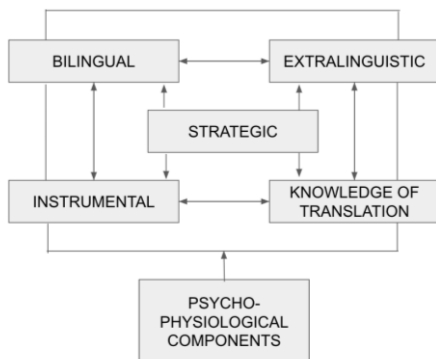 BILINGUAL
EXTRALINGUISTIC
STRATEGIC
INSTRUMENTAL
KNOWLEDGE OF
TRANSLATION
PSYCHO-
PHYSIOLOGICAL
COMPONENTS